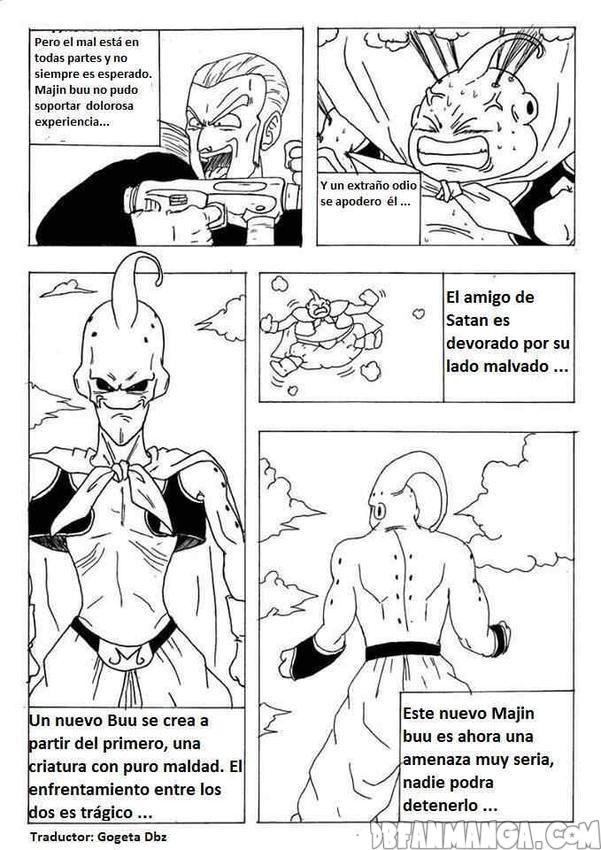 Pero el mal está en
todas partes y no
siempre es esperado.
Majin buu no pudo
soportar dolorosa
experiencia...
Y un extraño odio
se apodero él ...
El amigo de
Satan es
devorado por su
lado malvado ...
M
Un nuevo Buu se crea a
partir del primero, una
criatura con puro maldad. El
enfrentamiento entre los
dos es trágico ...
Este nuevo Majin
buu es ahora una
amenaza muy seria,
nadie podra
detenerlo ...
Traductor: Gogeta Dbz
DBFANMANGA.COM